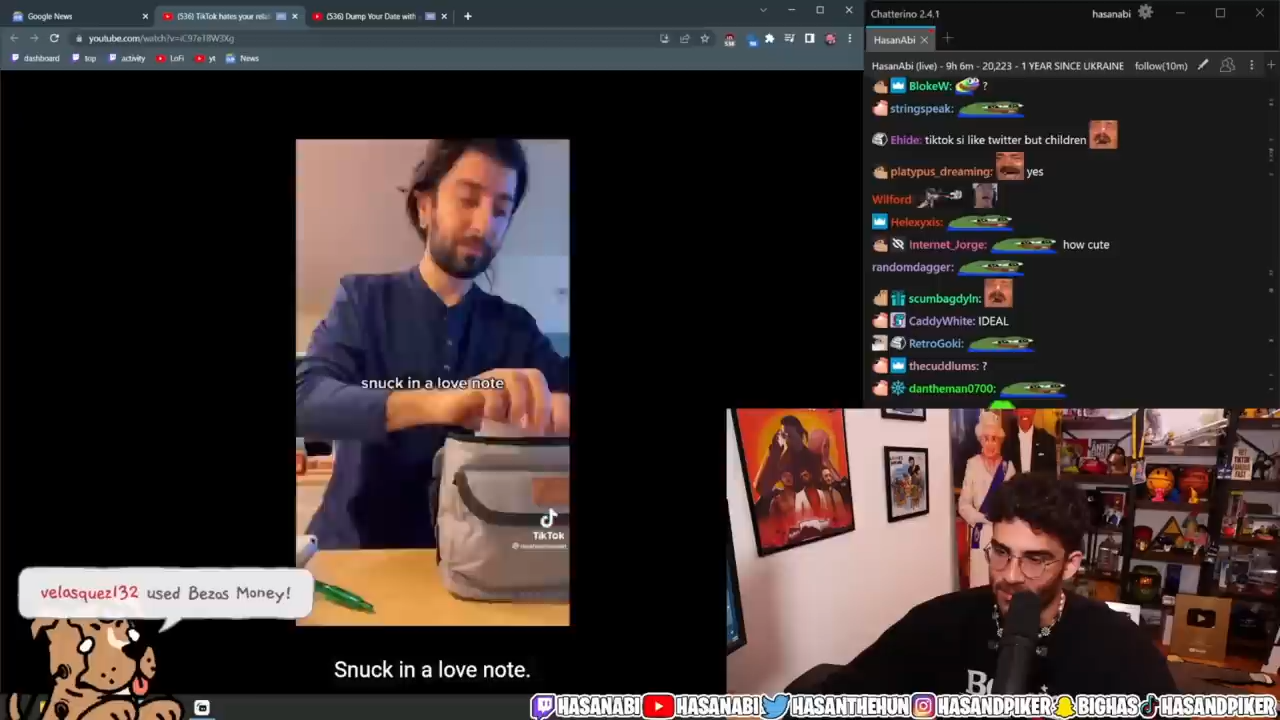 Google News
(536) TikTok hates your rela
(536) Dump Your Date with
youtube.com/watch?v=iC97eT8W3Xg
dashboard
top
activity
LoFi
yt
News
snuck in a love note
TikTok
Snuck in a love note.
velasquez132 used Bezos Money!
Chatterino 2.4.1
hasanabi
HasanAbi
HasanAbi (live) - 9h 6m - 20,223 - 1 YEAR SINCE UKRAINE
follow(10m)
BlokeW: ?
stringspeak:
Ehide: tiktok si like twitter but children
platypus_dreaming: yes
Wilford
Helexyxis:
Internet_Jorge: how cute
randomdagger:
scumbagdyln:
CaddyWhite: IDEAL
RetroGoki:
thecuddlums: ?
dantheman0700:
HASANABI
HASANABI
HASANTHEHUN
HASANDPIKER
BIGHAS
HASANDPIKER